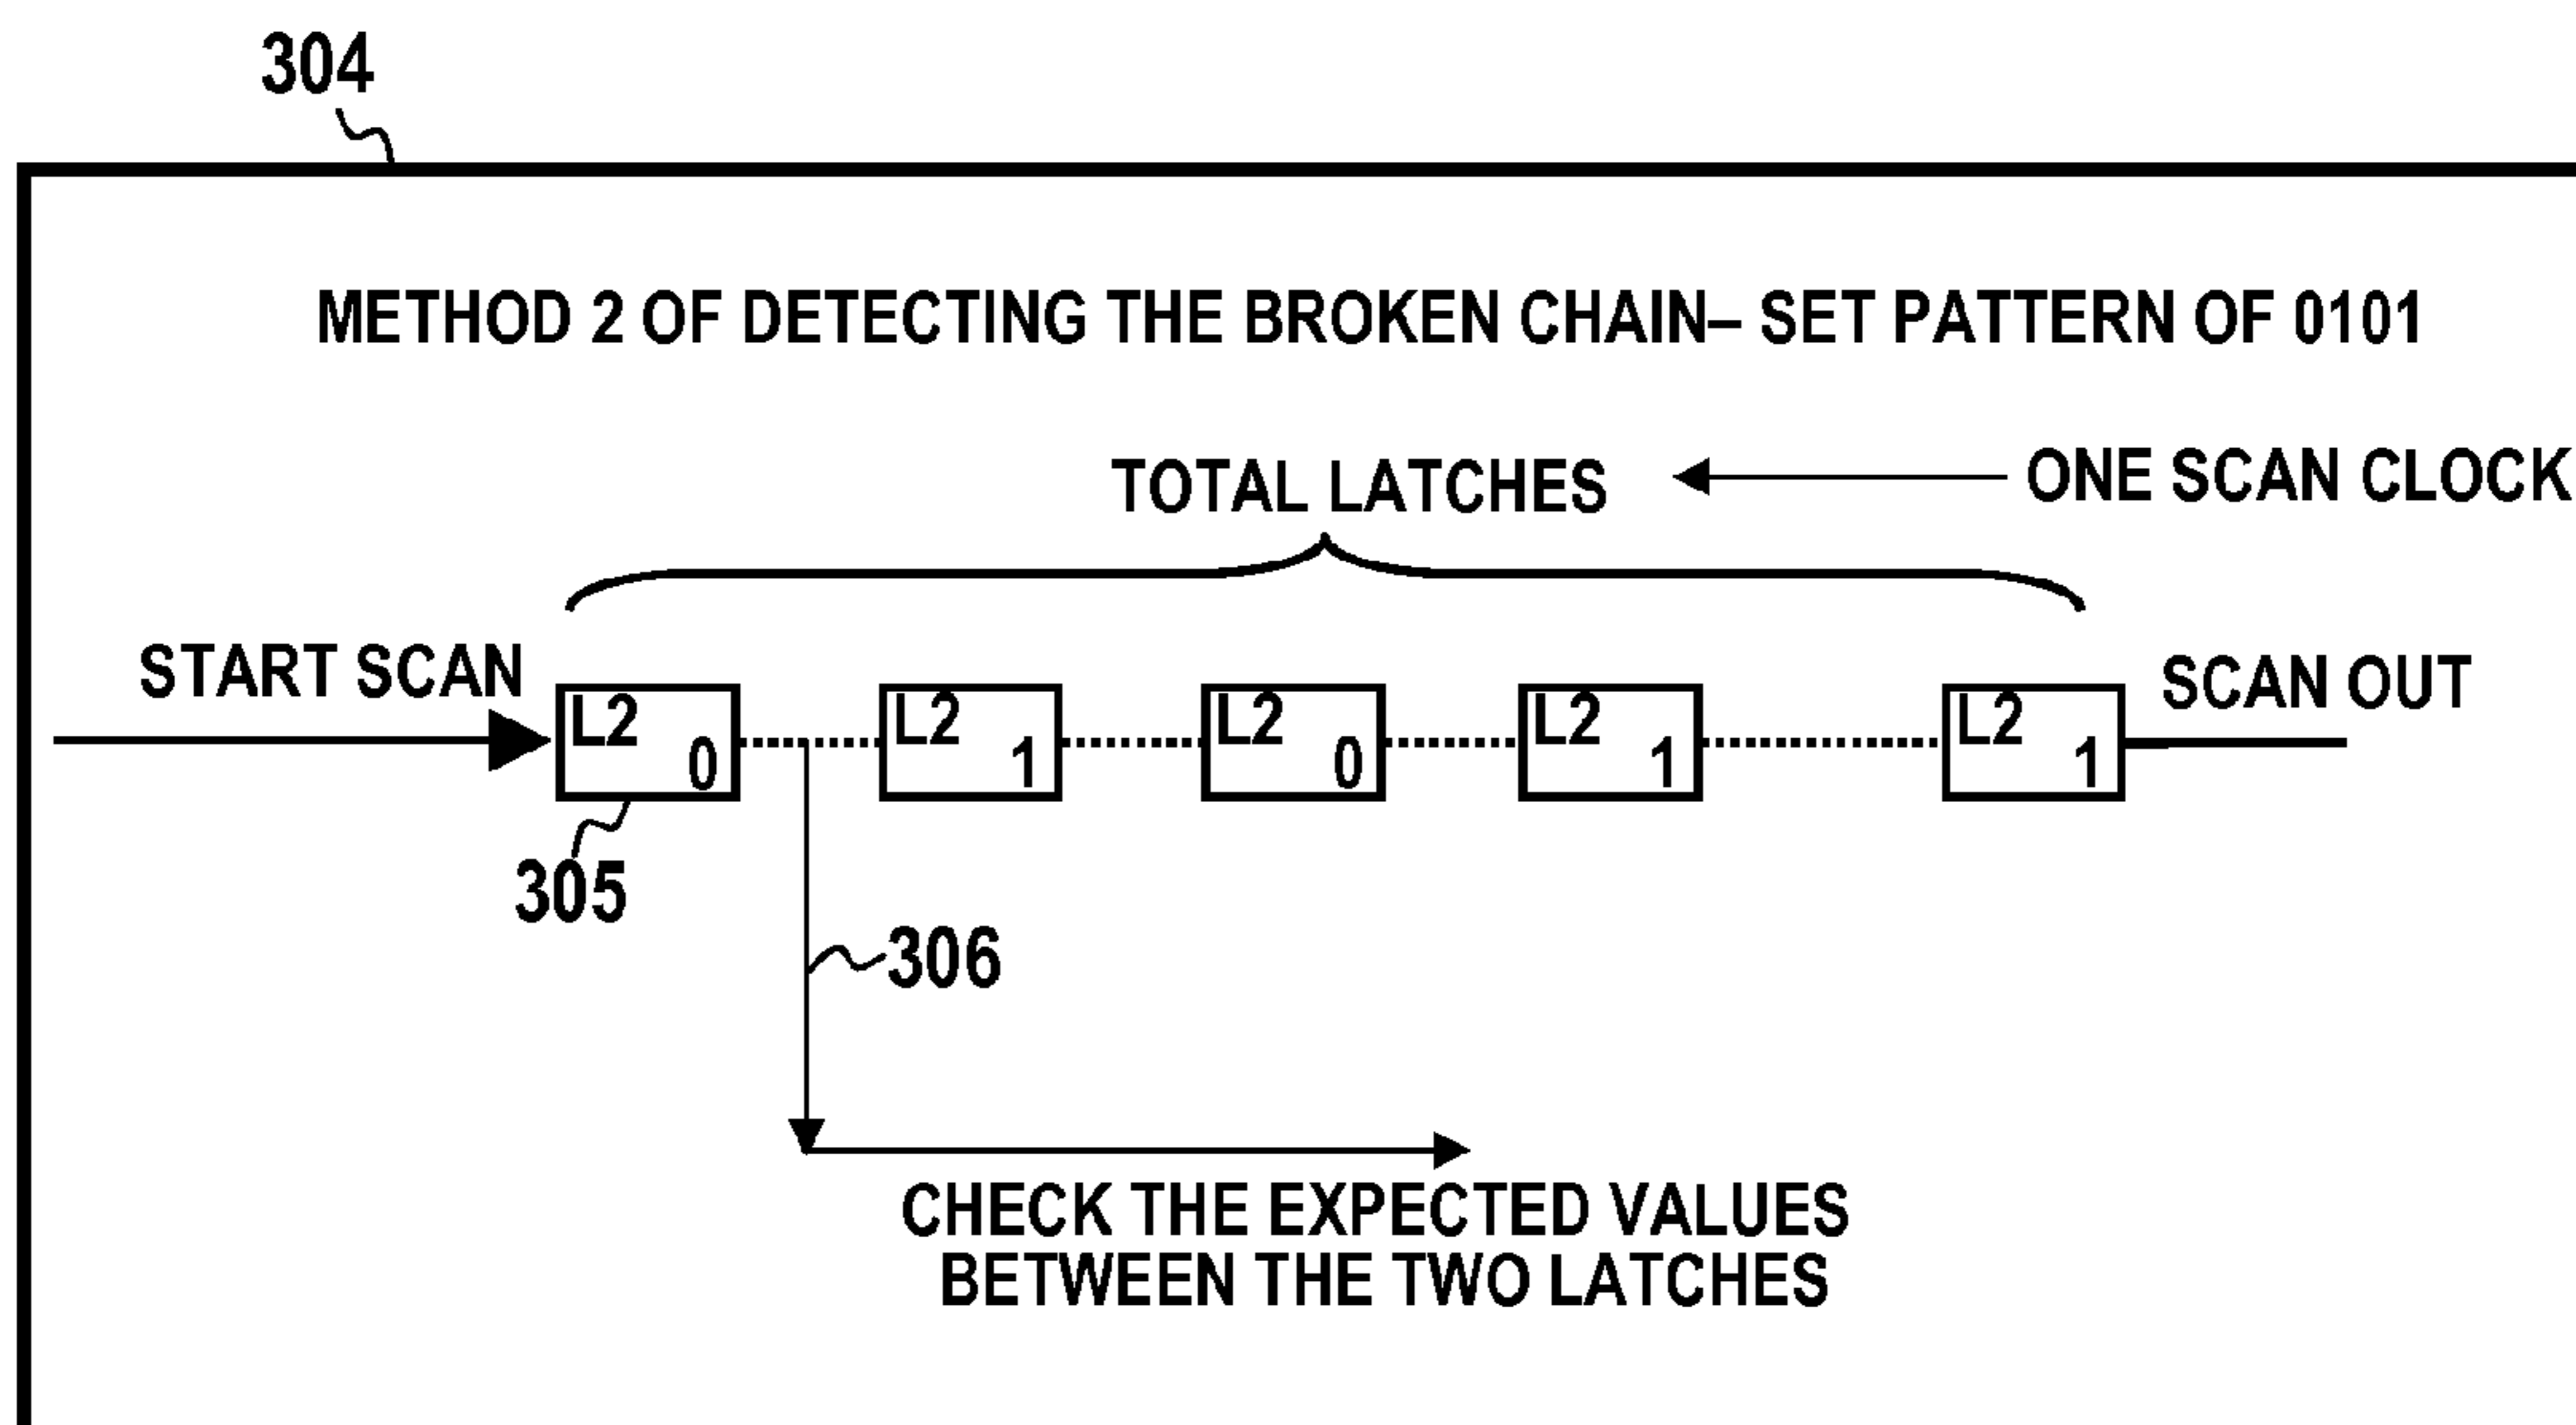 304
METHOD 2 OF DETECTING THE BROKEN CHAIN– SET PATTERN OF 0101
TOTAL LATCHES
ONE SCAN CLOCK
START SCAN
L2 0
L2 1
L2 0
L2 1
L2 1
SCAN OUT
305
306
CHECK THE EXPECTED VALUES
BETWEEN THE TWO LATCHES